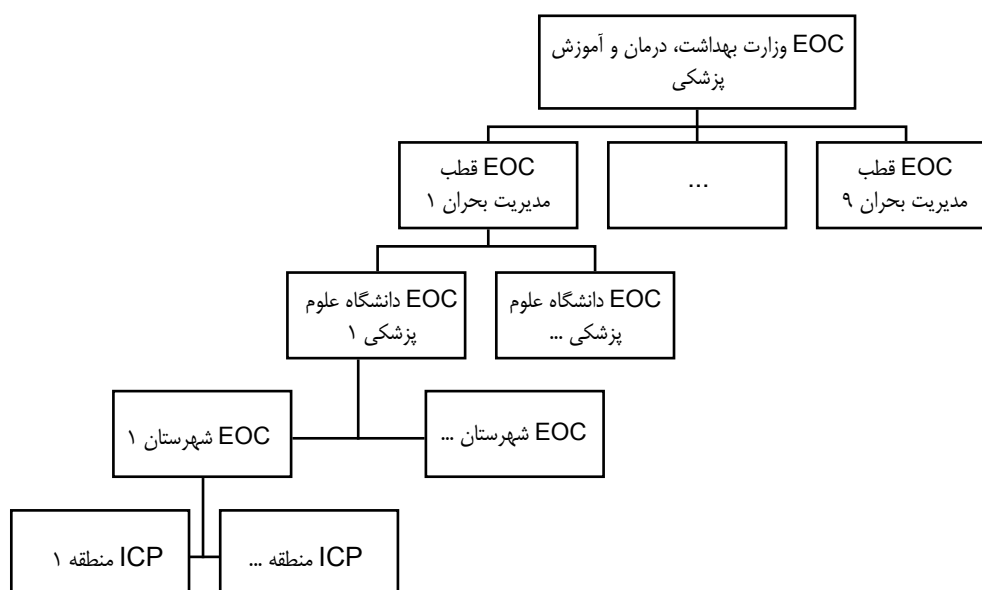 EOC وزارت بهداشت، درمان و آموزش
پزشکی
EOC قطب
مدیریت بحران ۹
...
EOC قطب
مدیریت بحران ۱
EOC دانشگاه علوم
پزشکی ...
EOC دانشگاه علوم
پزشکی ۱
EOC شهرستان ...
EOC شهرستان ۱
ICP منطقه ...
ICP منطقه ۱